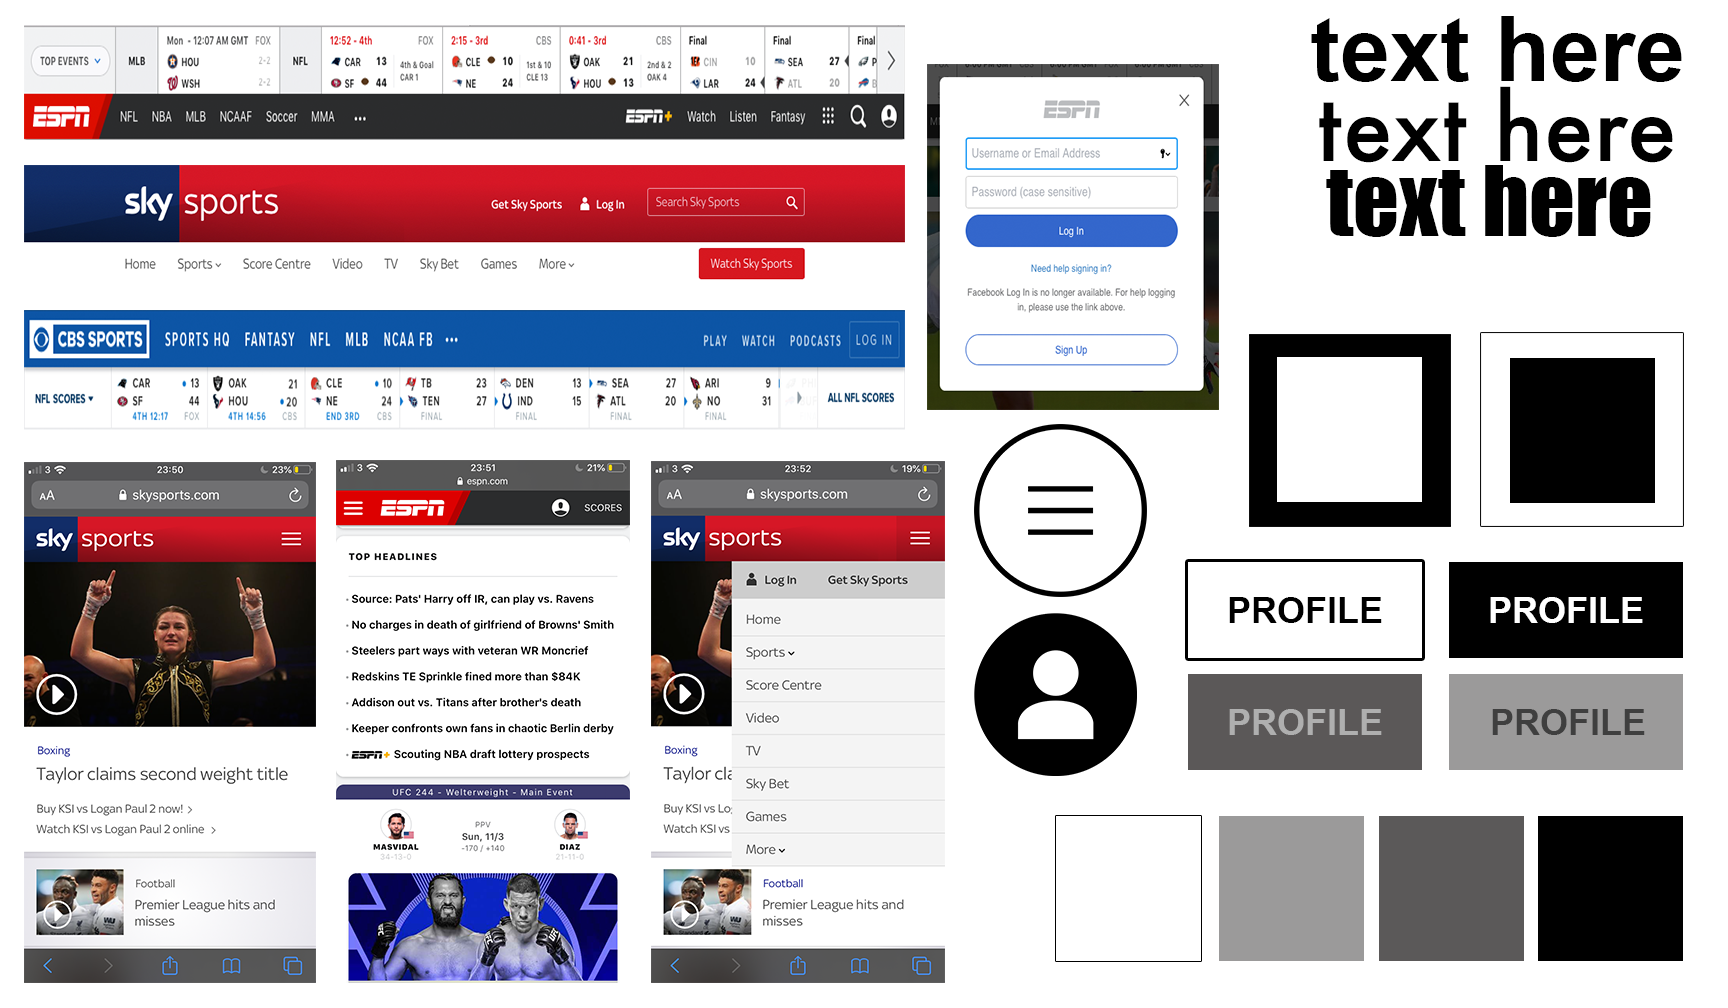 TOP EVENTS
MLB
Mon - 12:07 AM GMT FOX
HOU 2-2
WSH 2-2
NFL
12:52 - 4th FOX
CAR 13
SF 44
4th & Goal
CAR 1
2:15 - 3rd CBS
CLE 10
NE 24
1st & 10
CLE 13
0:41 - 3rd CBS
OAK 21
HOU 13
2nd & 2
OAK 4
Final
CIN 10
LAR 24
Final
SEA 27
ATL 20
Final
P
B
ESPN NFL NBA MLB NCAAF Soccer MMA ... ESPN+ Watch Listen Fantasy
sky sports
Get Sky Sports Log In Search Sky Sports
Home Sports Score Centre Video TV Sky Bet Games More Watch Sky Sports
CBS SPORTS SPORTS HQ FANTASY NFL MLB NCAA FB ... PLAY WATCH PODCASTS LOG IN
NFL SCORES
CAR 13
SF 44
4TH 12:17 FOX
OAK 21
HOU 20
4TH 14:56 CBS
CLE 10
NE 24
END 3RD CBS
TB 23
TEN 27
FINAL
DEN 13
IND 15
FINAL
SEA 27
ATL 20
FINAL
ARI 9
NO 31
FINAL
ALL NFL SCORES
ESPN
X
Username or Email Address
Password (case sensitive)
Log In
Need help signing in?
Facebook Log In is no longer available. For help logging
in, please use the link above.
Sign Up
text here
text here
text here
3 23:50 23%
AA skysports.com
sky sports
Boxing
Taylor claims second weight title
Buy KSI vs Logan Paul 2 now! >
Watch KSI vs Logan Paul 2 online >
Football
Premier League hits and
misses
3 23:51 21%
espn.com
ESPN SCORES
TOP HEADLINES
· Source: Pats' Harry off IR, can play vs. Ravens
· No charges in death of girlfriend of Browns' Smith
· Steelers part ways with veteran WR Moncrief
· Redskins TE Sprinkle fined more than $84K
· Addison out vs. Titans after brother's death
· Keeper confronts own fans in chaotic Berlin derby
· ESPN+ Scouting NBA draft lottery prospects
UFC 244 - Welterweight - Main Event
MASVIDAL
34-13-0
PPV
Sun, 11/3
-170 / +140
DIAZ
21-11-0
UFC
3 23:52 19%
AA skysports.com
sky sports
Log In Get Sky Sports
Home
Sports
Score Centre
Video
TV
Sky Bet
Games
More
Boxing
Taylor cla
Buy KSI vs Lo
Watch KSI vs
Football
Premier League hits and
misses
PROFILE
PROFILE
PROFILE
PROFILE